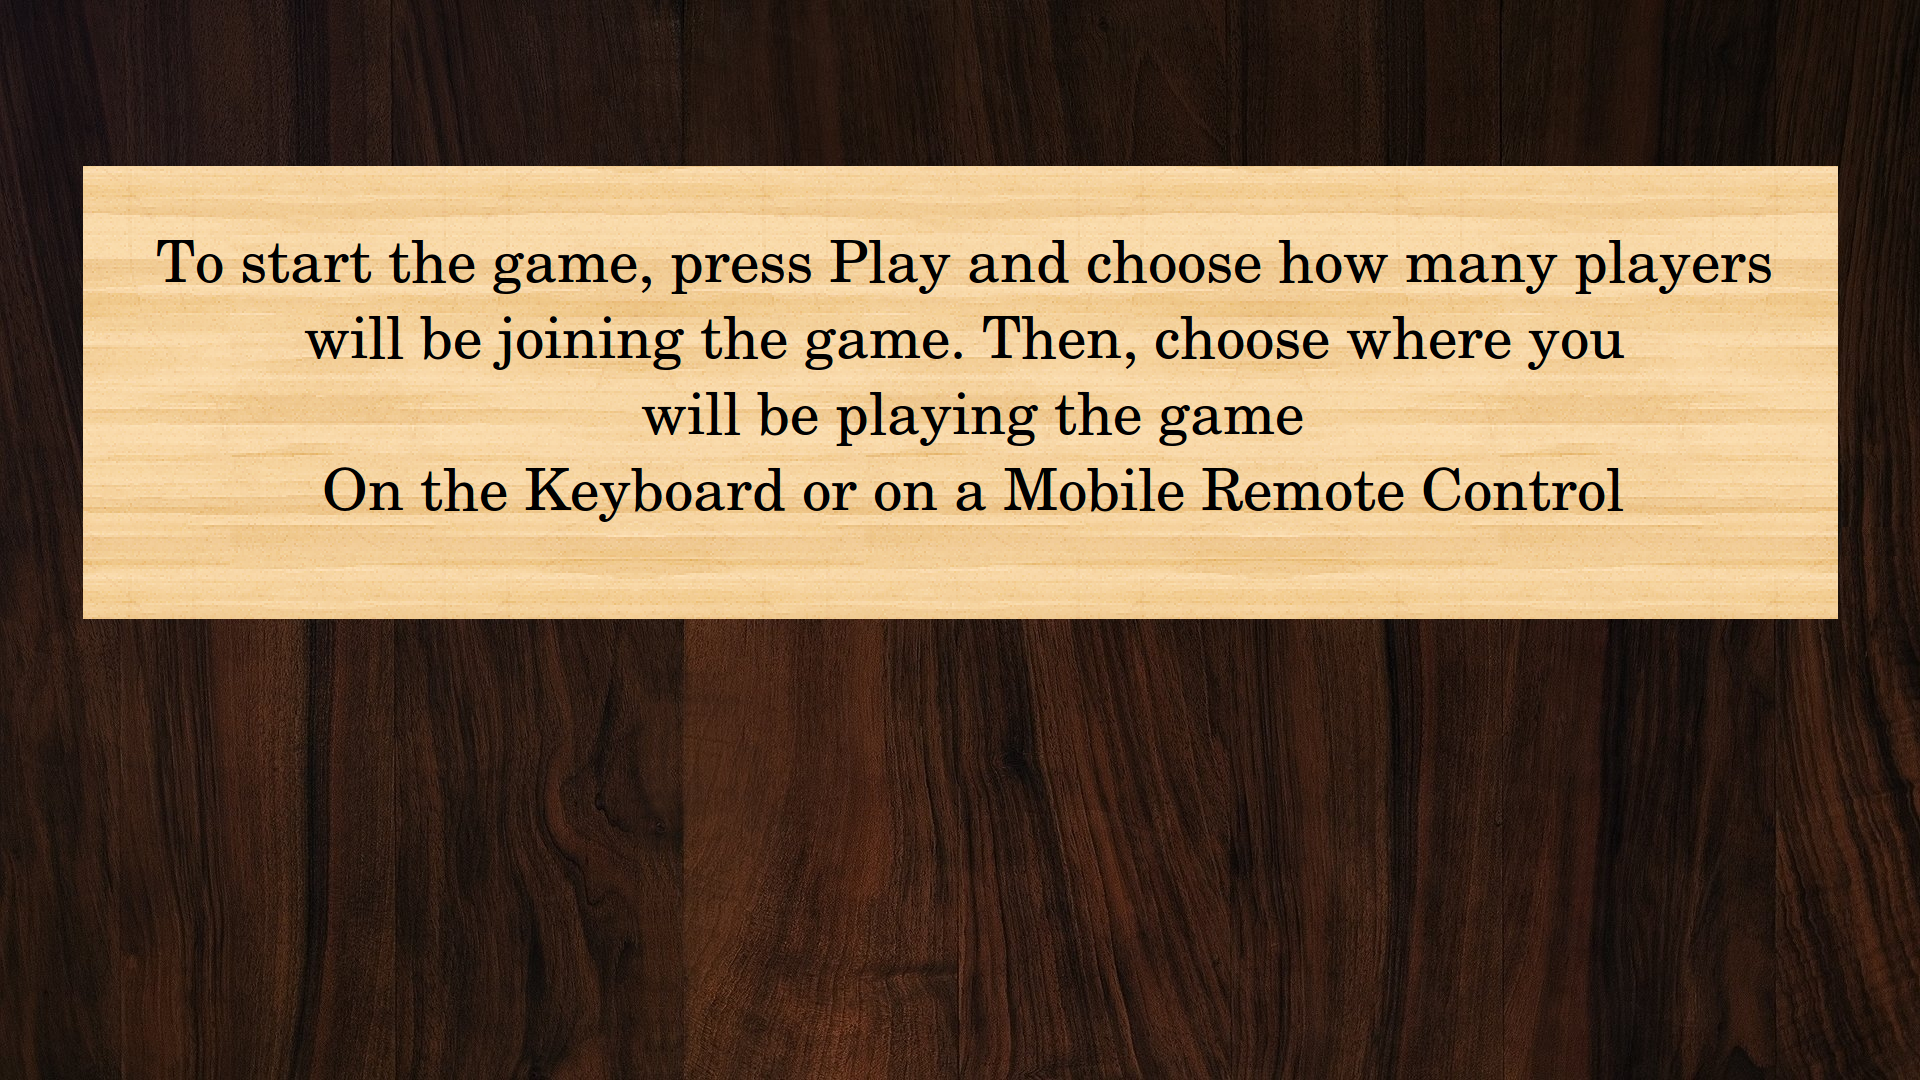 To start the game, press Play and choose how many players
will be joining the game. Then, choose where you
will be playing the game
On the Keyboard or on a Mobile Remote Control